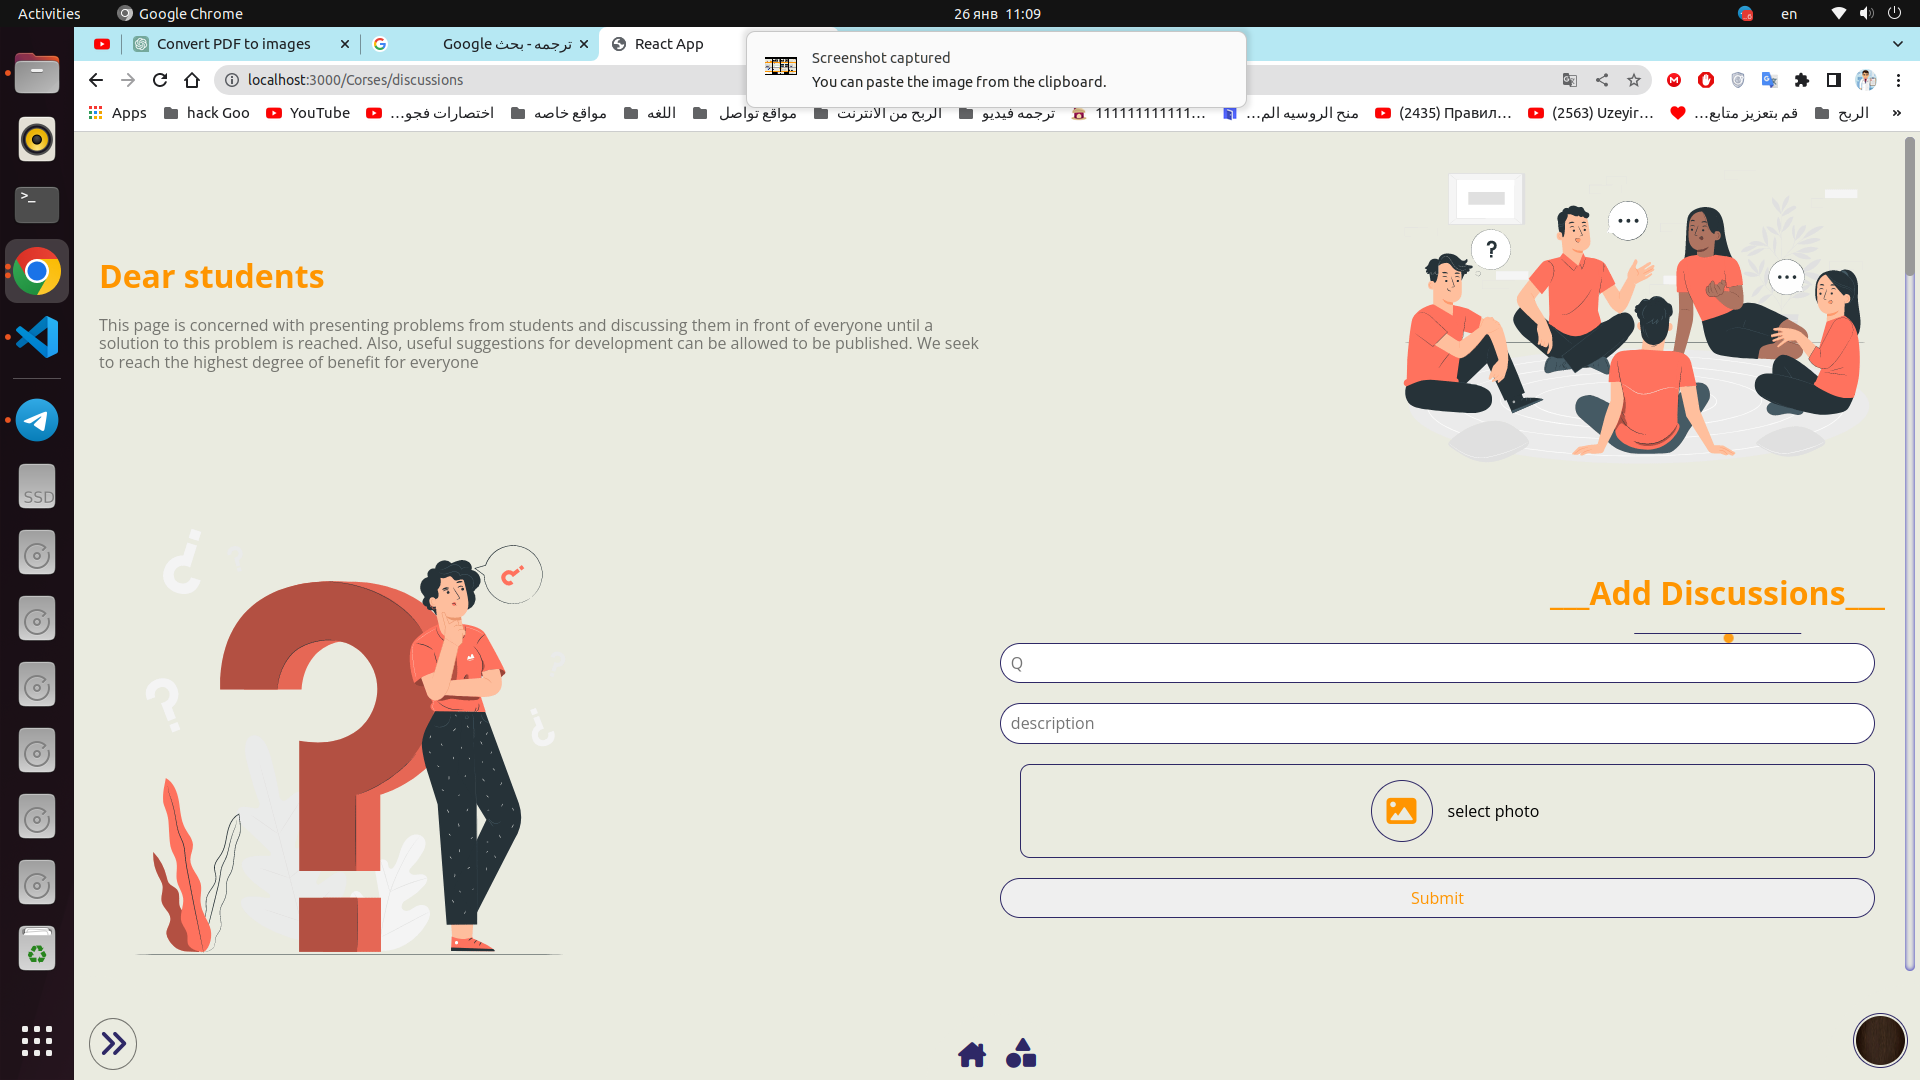 Activities
Google Chrome
26 янв 11:09
en
Convert PDF to images
ترجمه - بحث Google
React App
Screenshot captured
You can paste the image from the clipboard.
localhost:3000/Corses/discussions
Apps
hack Goo
YouTube
اختصارات فجو...
مواقع خاصه
اللغه
مواقع تواصل
الربح من الانترنت
ترجمه فيديو
111111111111...
منح الروسيه الم...
(2435) Правил...
(2563) Uzeyir...
قم بتعزيز متابع...
الربح
»
Dear students
This page is concerned with presenting problems from students and discussing them in front of everyone until a
solution to this problem is reached. Also, useful suggestions for development can be allowed to be published. We seek
to reach the highest degree of benefit for everyone
?
SSD
___Add Discussions___
Q
description
select photo
Submit